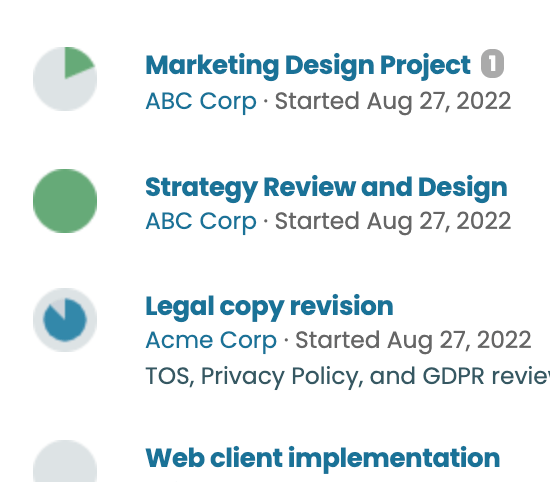 Marketing Design Project 1
ABC Corp · Started Aug 27, 2022
Strategy Review and Design
ABC Corp · Started Aug 27, 2022
Legal copy revision
Acme Corp · Started Aug 27, 2022
TOS, Privacy Policy, and GDPR
Web client implementation